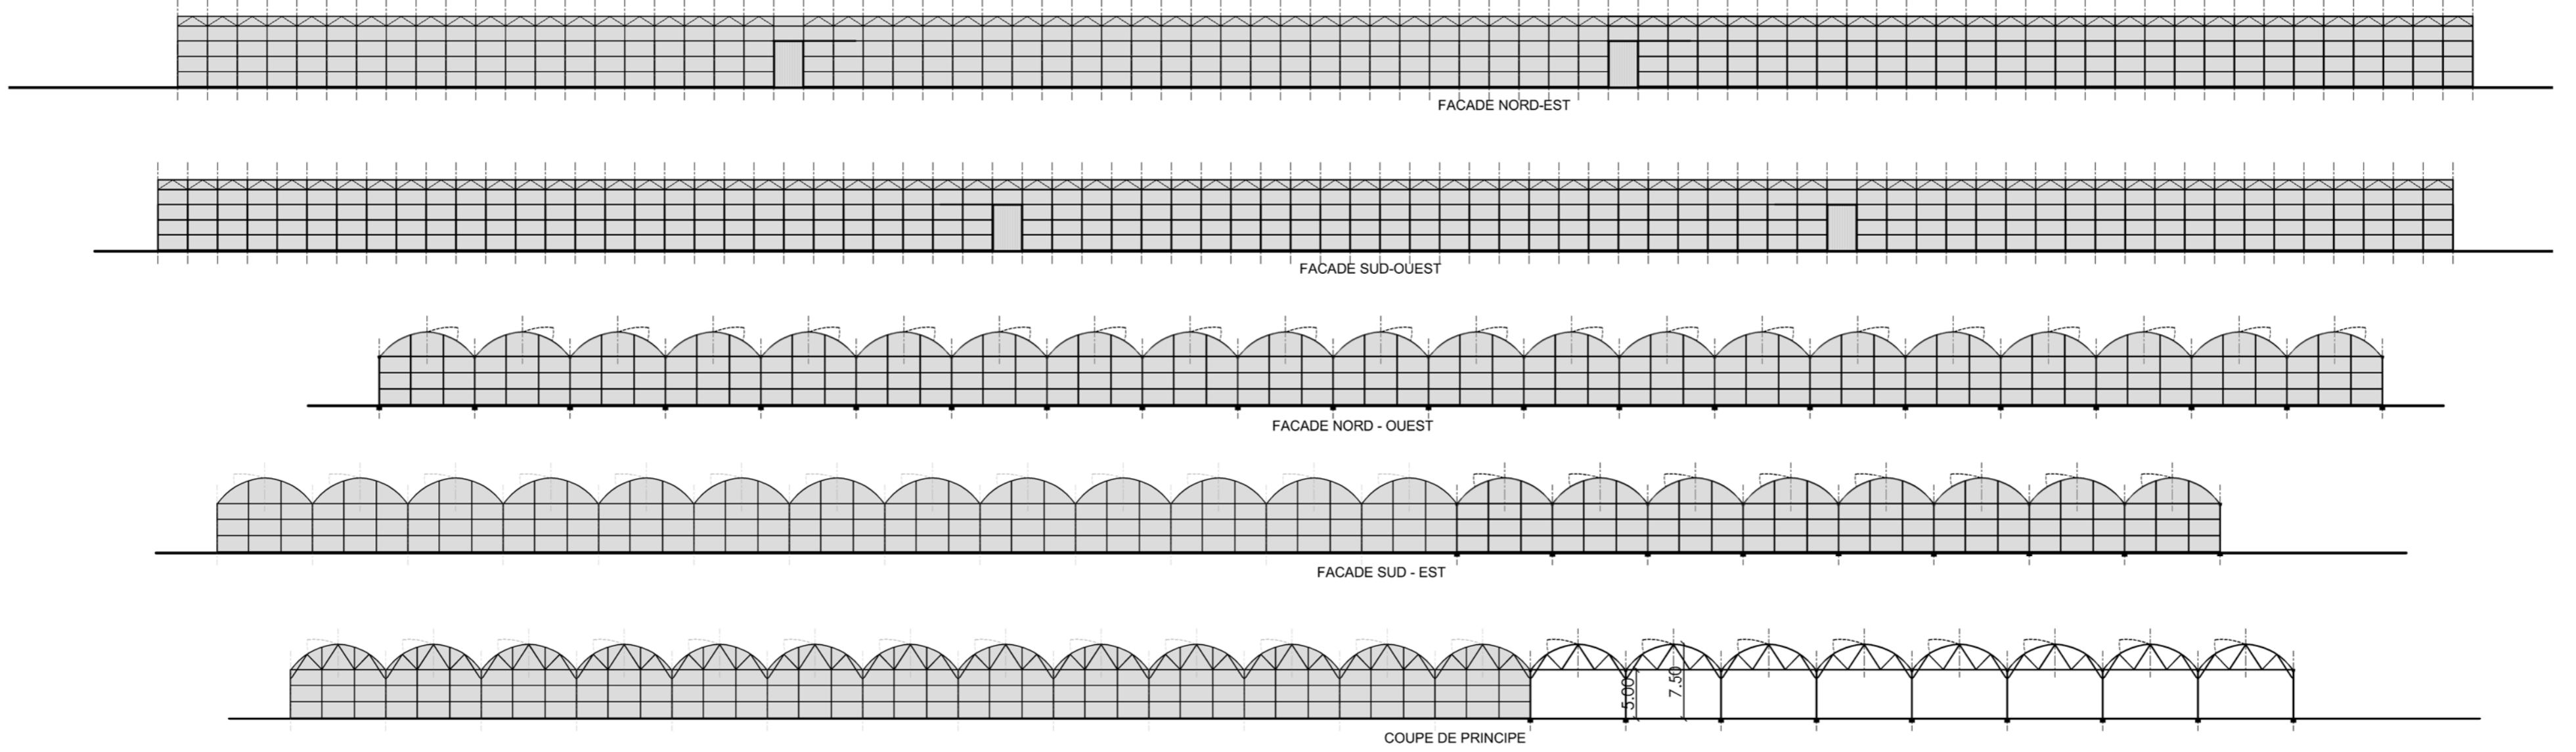 FACADE NORD-EST
FACADE SUD-OUEST
FACADE NORD - OUEST
FACADE SUD - EST
5.00
7.50
COUPE DE PRINCIPE